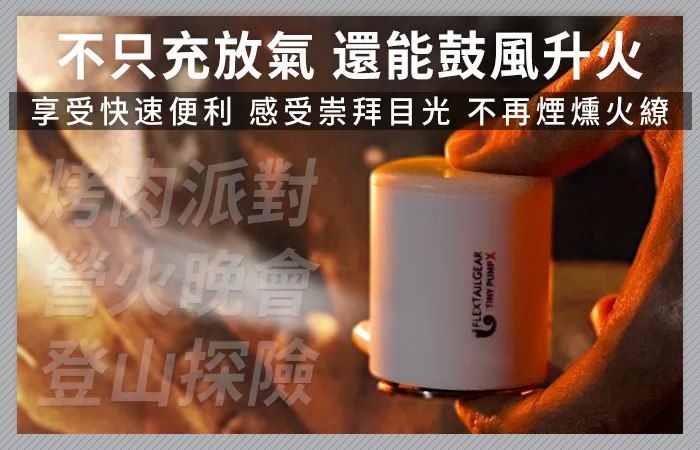 不只充放氣 還能鼓風升火
享受快速便利 感受崇拜目光 不再煙燻火繚
烤肉派對
營火晚會
登山探險
FLEXTAILGEAR
TINY PUMP X